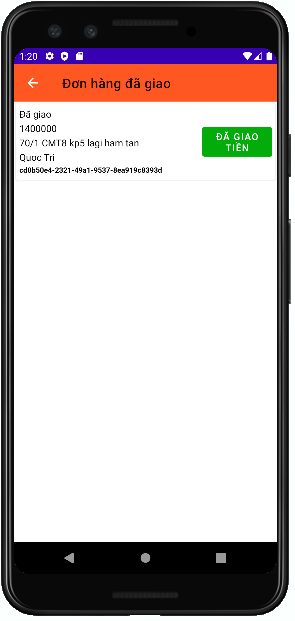 1:20
Đơn hàng đã giao
Đã giao
1400000
70/1 CMT8 kp5 lagi ham tan
Quoc Tri
cd0b50e4-2321-49a1-9537-8ea919c8393d
ĐÃ GIAO
TIỀN